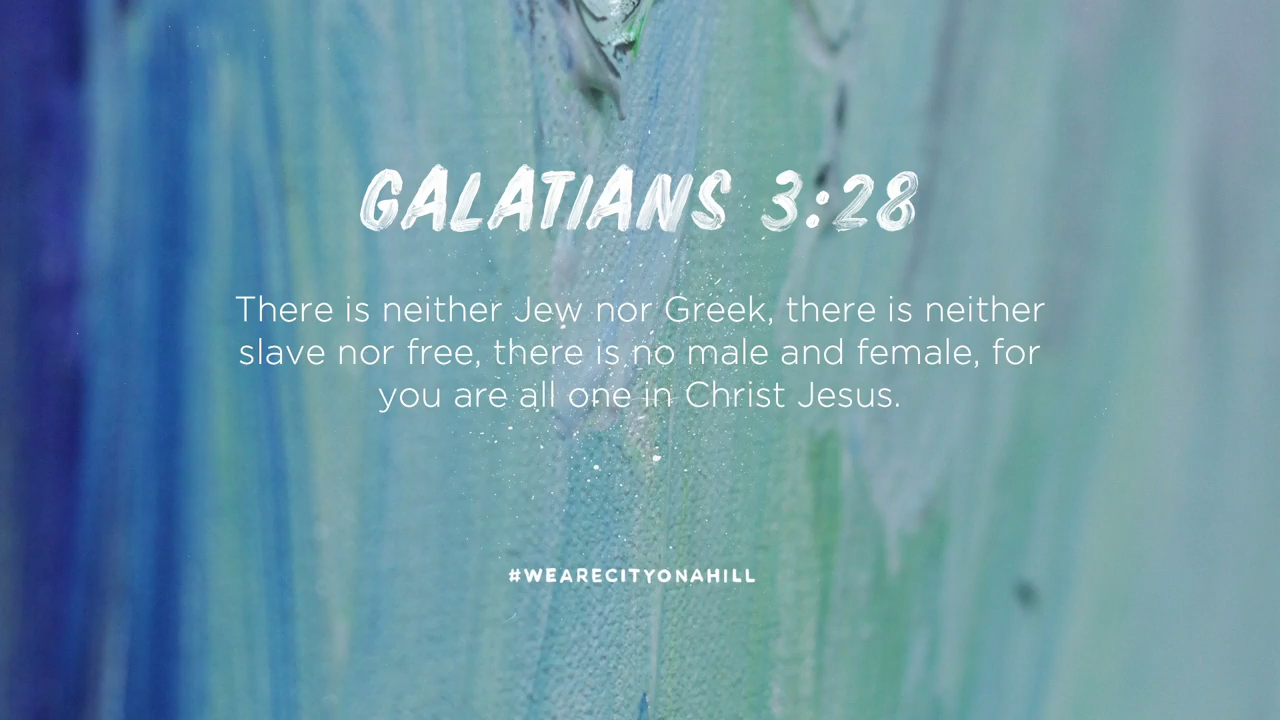 GALATIANS 3:28
There is neither Jew nor Greek, there is neither
slave nor free, there is no male and female, for
you are all one in Christ Jesus.
#WEARECITYONAHILL